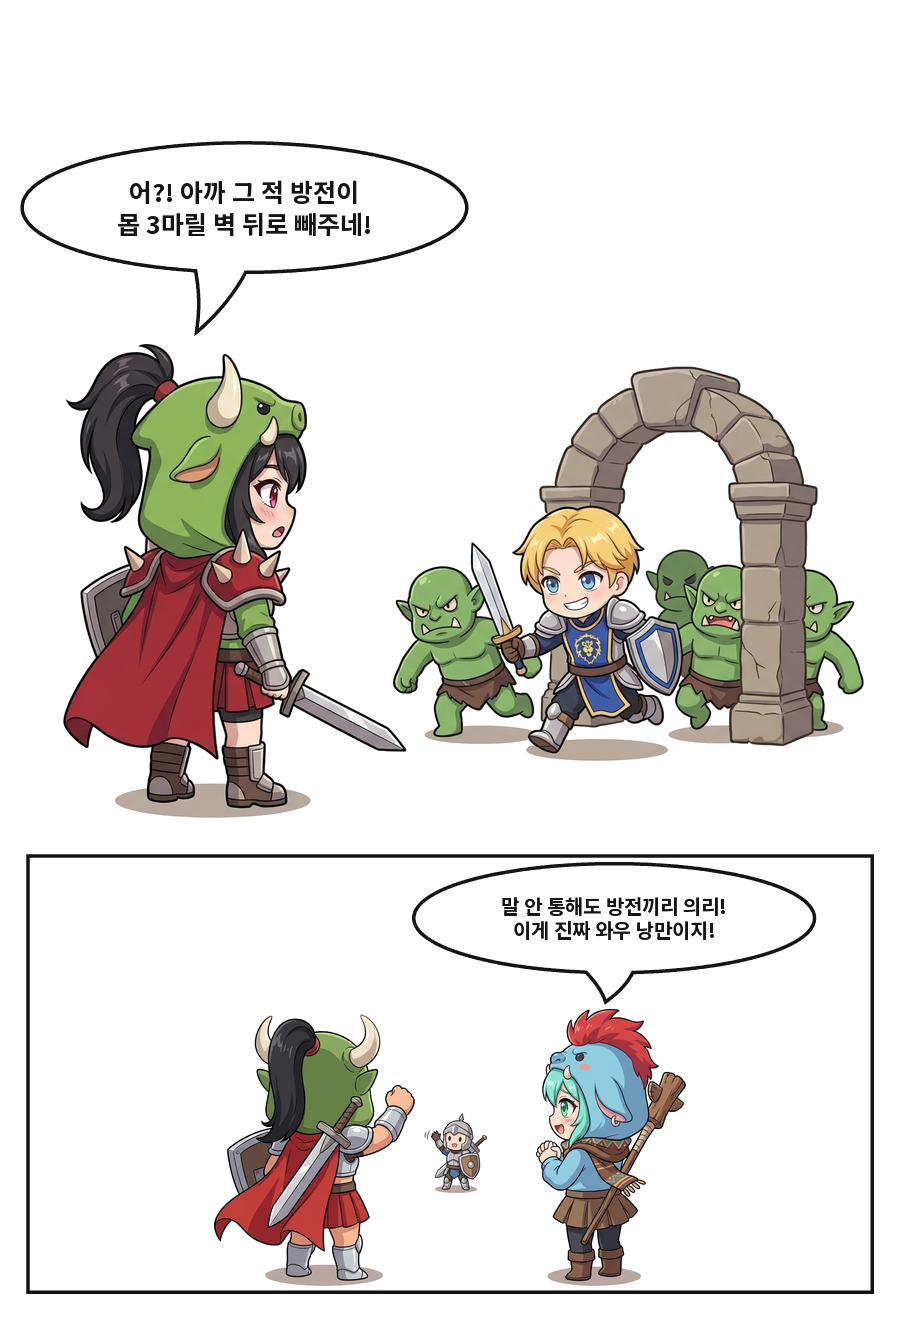 어?! 아까 그 적 방전이
몹 3마릴 벽 뒤로 빼주네!
말 안 통해도 방전끼리 의리!
이게 진짜 와우 낭만이지!